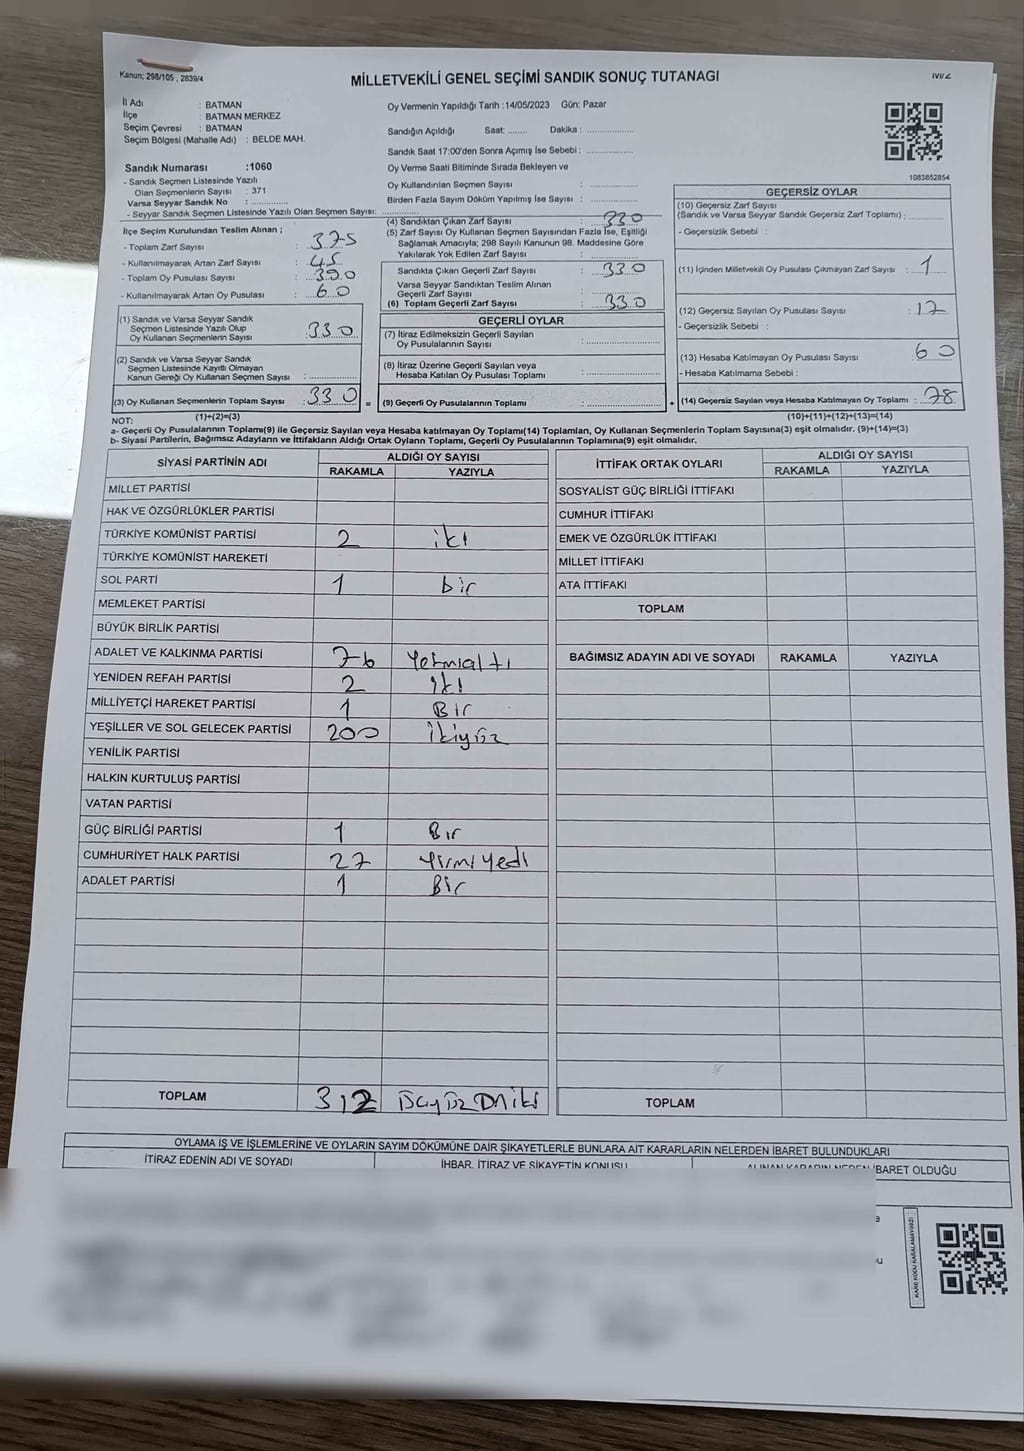 Kanun; 298/105 , 2839/4
MİLLETVEKİLİ GENEL SEÇİMİ SANDIK SONUÇ TUTANAGI
İl Adı : BATMAN
İlçe : BATMAN MERKEZ
Seçim Çevresi : BATMAN
Seçim Bölgesi (Mahalle Adı) : BELDE MAH.
Oy Vermenin Yapıldığı Tarih :14/05/2023 Gün: Pazar
Sandığın Açıldığı Saat: ........ Dakika : ..................
Sandık Saat 17:00'den Sonra Açımış İse Sebebi : ..................
Oy Verme Saati Bitiminde Sırada Bekleyen ve
Oy Kullandırılan Seçmen Sayısı : ..................
Birden Fazla Sayım Döküm Yapılmış İse Sayısı : ..................
1083852854
Sandık Numarası :1060
- Sandık Seçmen Listesinde Yazılı
Olan Seçmenlerin Sayısı : 371
Varsa Seyyar Sandık No : ..................
- Seyyar Sandık Seçmen Listesinde Yazılı Olan Seçmen Sayısı: ..................
İlçe Seçim Kurulundan Teslim Alınan ;
- Toplam Zarf Sayısı : 375
- Kullanılmayarak Artan Zarf Sayısı : 45
- Toplam Oy Pusulası Sayısı : 390
- Kullanılmayarak Artan Oy Pusulası : 60
(1) Sandık ve Varsa Seyyar Sandık
Seçmen Listesinde Yazılı Olup
Oy Kullanan Seçmenlerin Sayısı : 330
(2) Sandık ve Varsa Seyyar Sandık
Seçmen Listesinde Kayıtlı Olmayan
Kanun Gereği Oy Kullanan Seçmen Sayısı : ..................
(3) Oy Kullanan Seçmenlerin Toplam Sayısı : 330
(1)+(2)=(3)
(4) Sandıktan Çıkan Zarf Sayısı : 330
(5) Zarf Sayısı Oy Kullanan Seçmen Sayısından Fazla İse, Eşitliği
Sağlamak Amacıyla; 298 Sayılı Kanunun 98. Maddesine Göre
Yakılarak Yok Edilen Zarf Sayısı : ..................
Sandıkta Çıkan Geçerli Zarf Sayısı : 330
Varsa Seyyar Sandıktan Teslim Alınan
Geçerli Zarf Sayısı : ..................
(6) Toplam Geçerli Zarf Sayısı : 330
GEÇERLİ OYLAR
(7) İtiraz Edilmeksizin Geçerli Sayılan
Oy Pusulalarının Sayısı : ..................
(8) İtiraz Üzerine Geçerli Sayılan veya
Hesaba Katılan Oy Pusulası Toplamı : ..................
= (9) Geçerli Oy Pusulalarının Toplamı : ..................
GEÇERSİZ OYLAR
(10) Geçersiz Zarf Sayısı
(Sandık ve Varsa Seyyar Sandık Geçersiz Zarf Toplamı) : ..................
- Geçersizlik Sebebi :
(11) İçinden Milletvekili Oy Pusulası Çıkmayan Zarf Sayısı : 1
(12) Geçersiz Sayılan Oy Pusulası Sayısı : 17
- Geçersizlik Sebebi :
(13) Hesaba Katılmayan Oy Pusulası Sayısı : 60
- Hesaba Katılmama Sebebi :
+ (14) Geçersiz Sayılan veya Hesaba Katılmayan Oy Toplamı : 78
(10)+(11)+(12)+(13)=(14)
NOT:
a- Geçerli Oy Pusulalarının Toplamı(9) ile Geçersiz Sayılan veya Hesaba katılmayan Oy Toplamı(14) Toplamları, Oy Kullanan Seçmenlerin Toplam Sayısına(3) eşit olmalıdır. (9)+(14)=(3)
b- Siyasi Partilerin, Bağımsız Adayların ve İttifakların Aldığı Ortak Oyların Toplamı, Geçerli Oy Pusulalarının Toplamına(9) eşit olmalıdır.
SİYASİ PARTİNİN ADI ALDIĞI OY SAYISI
RAKAMLA YAZIYLA
MİLLET PARTİSİ
HAK VE ÖZGÜRLÜKLER PARTİSİ
TÜRKİYE KOMÜNİST PARTİSİ 2 iki
TÜRKİYE KOMÜNİST HAREKETİ
SOL PARTİ 1 bir
MEMLEKET PARTİSİ
BÜYÜK BİRLİK PARTİSİ
ADALET VE KALKINMA PARTİSİ 76 Yetmialtı
YENİDEN REFAH PARTİSİ 2 iki
MİLLİYETÇİ HAREKET PARTİSİ 1 Bir
YEŞİLLER VE SOL GELECEK PARTİSİ 200 ikiyüz
YENİLİK PARTİSİ
HALKIN KURTULUŞ PARTİSİ
VATAN PARTİSİ
GÜÇ BİRLİĞİ PARTİSİ 1 Bir
CUMHURİYET HALK PARTİSİ 27 Yirmiyedi
ADALET PARTİSİ 1 Bir
TOPLAM 312 üçyüz Oniki
İTTİFAK ORTAK OYLARI ALDIĞI OY SAYISI
RAKAMLA YAZIYLA
SOSYALİST GÜÇ BİRLİĞİ İTTİFAKI
CUMHUR İTTİFAKI
EMEK VE ÖZGÜRLÜK İTTİFAKI
MİLLET İTTİFAKI
ATA İTTİFAKI
TOPLAM
BAĞIMSIZ ADAYIN ADI VE SOYADI RAKAMLA YAZIYLA
TOPLAM
OYLAMA İŞ VE İŞLEMLERİNE VE OYLARIN SAYIM DÖKÜMÜNE DAİR ŞİKAYETLERLE BUNLARA AİT KARARLARIN NELERDEN İBARET BULUNDUKLARI
İTİRAZ EDENİN ADI VE SOYADI İHBAR, İTİRAZ VE ŞİKAYETİN KONUSU ALINAN KARARIN NEDEN İBARET OLDUĞU
KARE KODU KARALAMAYINIZ!